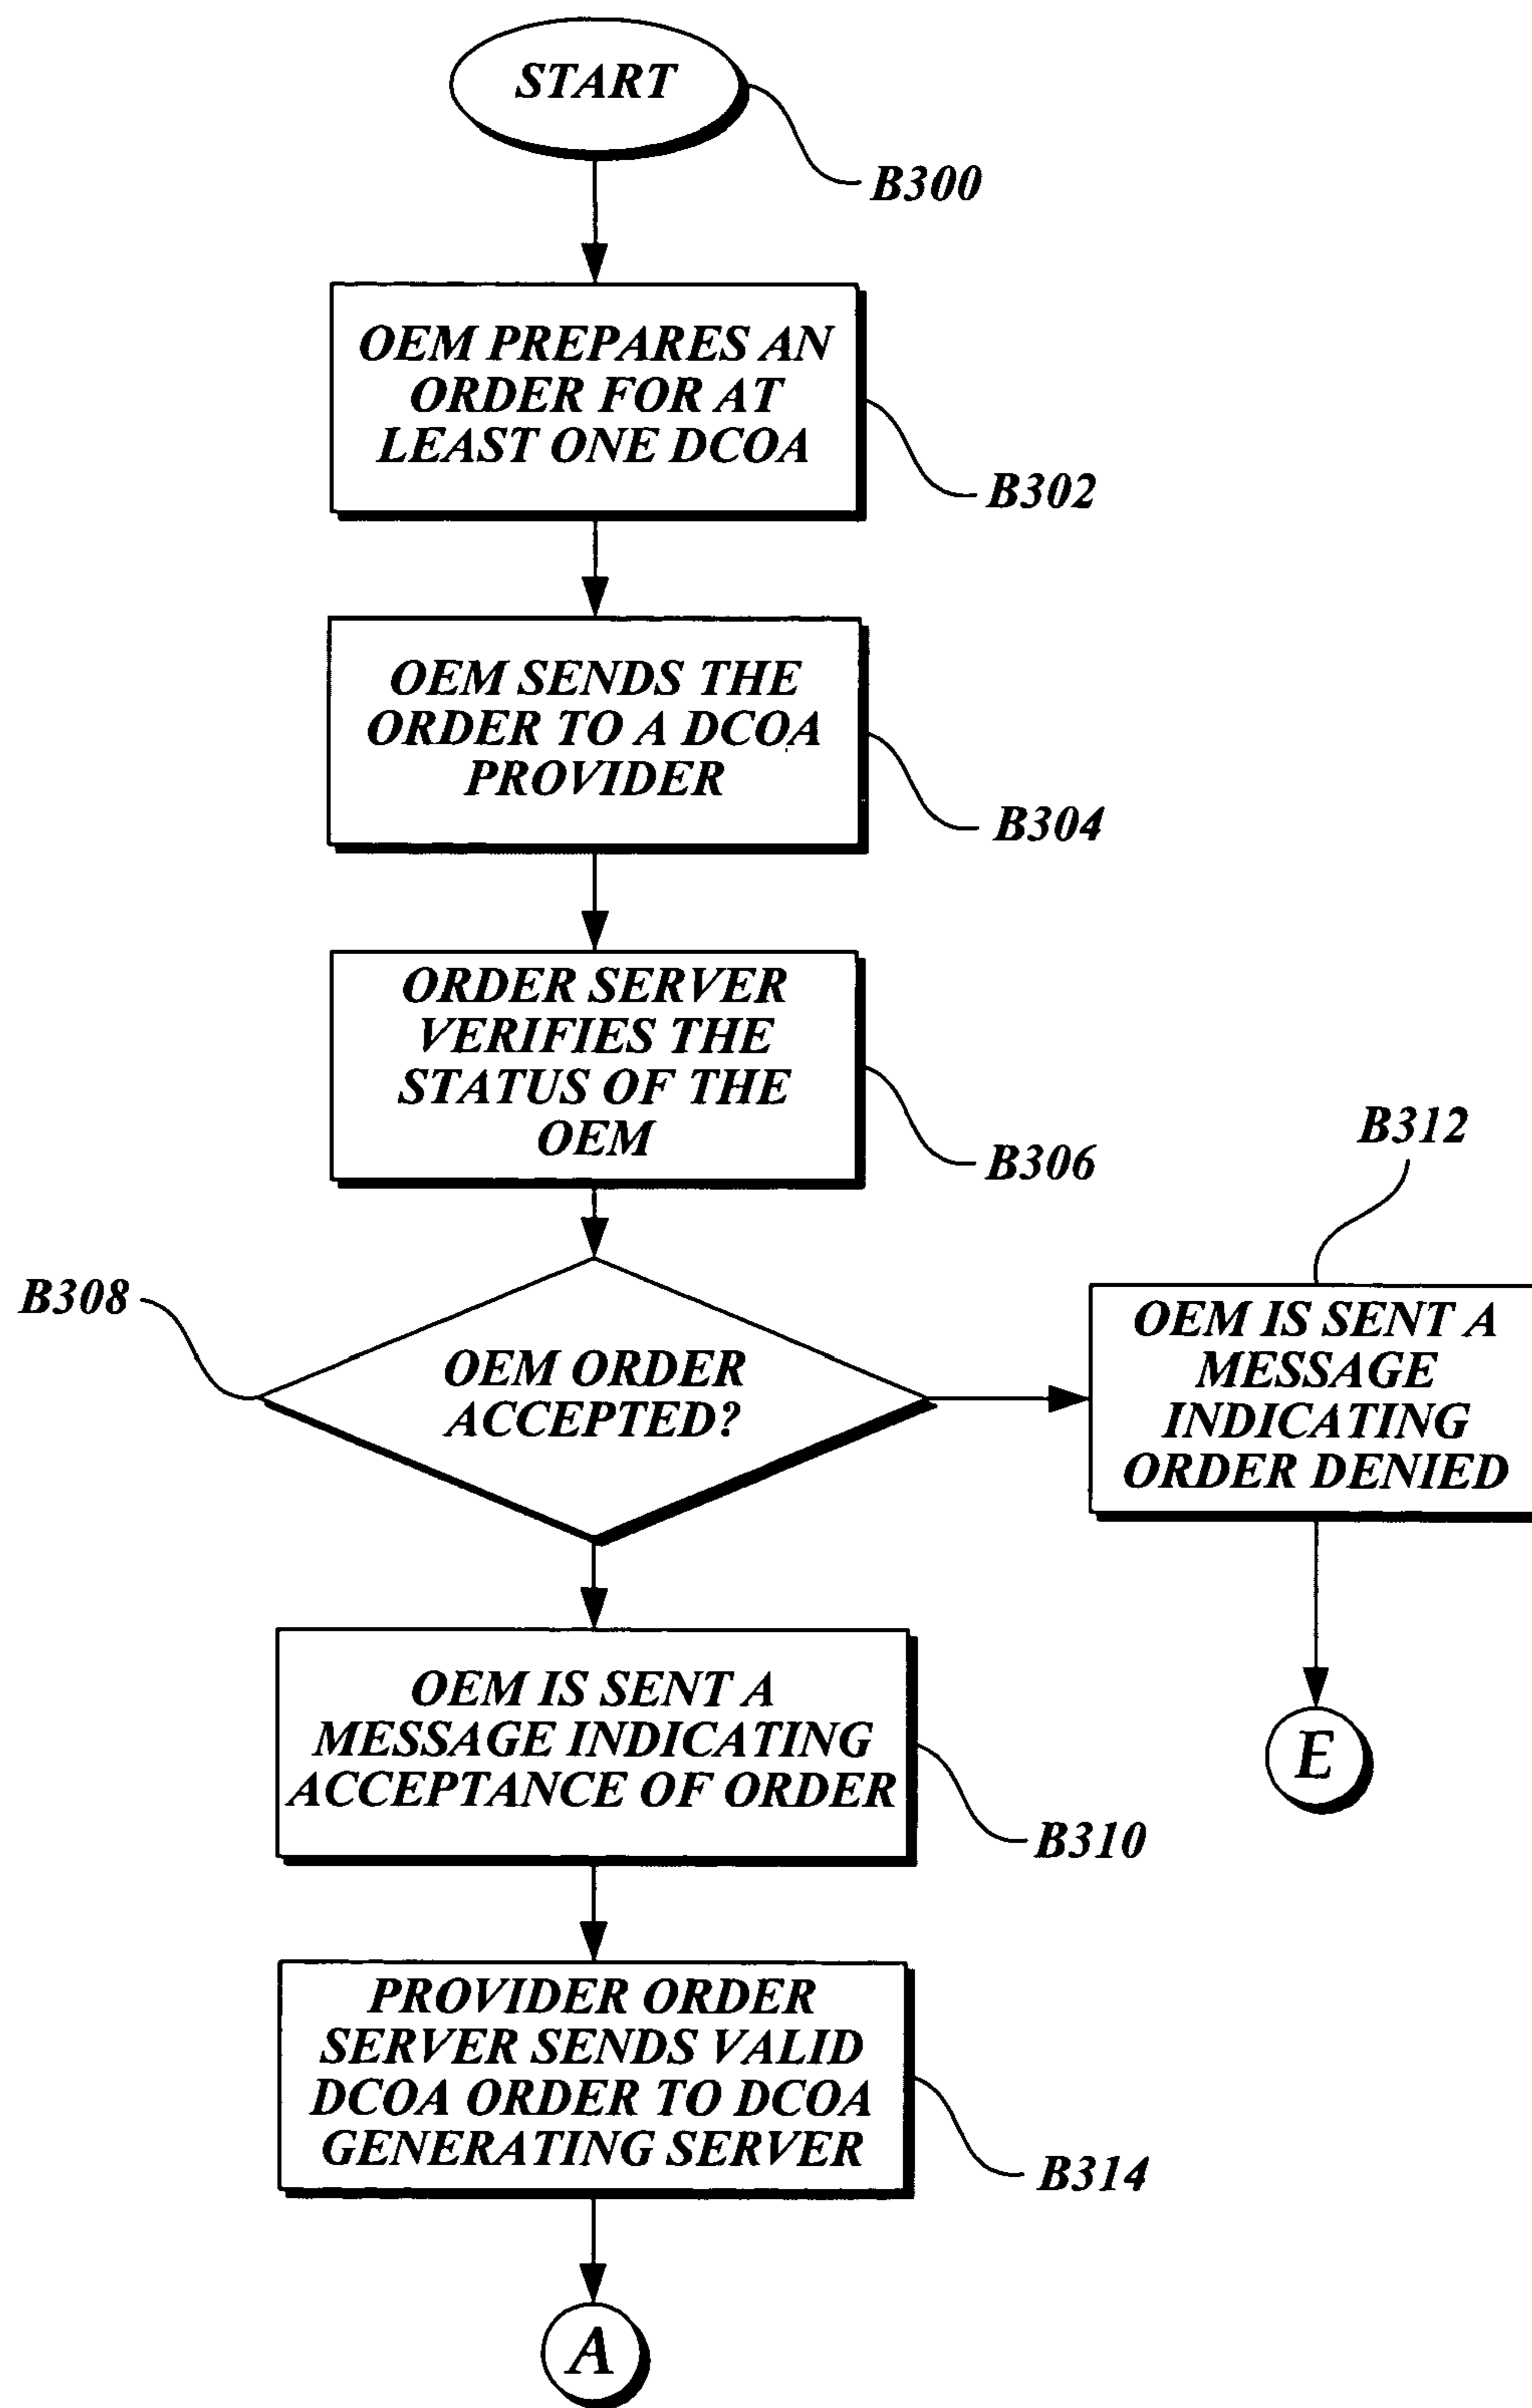 START
B300
OEM PREPARES AN
ORDER FOR AT
LEAST ONE DCOA
B302
OEM SENDS THE
ORDER TO A DCOA
PROVIDER
B304
ORDER SERVER
VERIFIES THE
STATUS OF THE
OEM
B306
B308
OEM ORDER
ACCEPTED?
B312
OEM IS SENT A
MESSAGE
INDICATING
ORDER DENIED
E
OEM IS SENT A
MESSAGE INDICATING
ACCEPTANCE OF ORDER
B310
PROVIDER ORDER
SERVER SENDS VALID
DCOA ORDER TO DCOA
GENERATING SERVER
B314
A